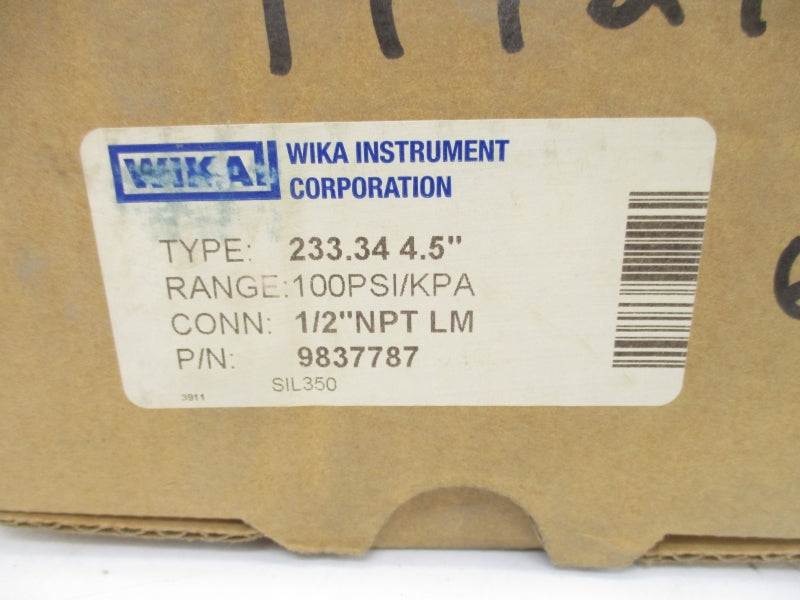 WIKA
WIKA INSTRUMENT
CORPORATION
TYPE: 233.34 4.5"
RANGE: 100PSI/KPA
CONN: 1/2"NPT LM
P/N: 9837787
SIL350
3911